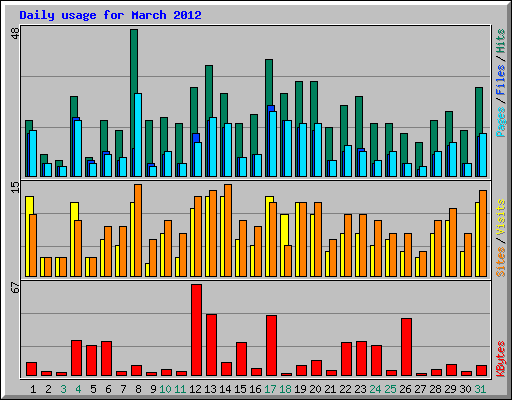 Daily usage for March 2012
48
Pages / Files / Hits
15
Sites / Visits
67
KBytes
1 2 3 4 5 6 7 8 9 10 11 12 13 14 15 16 17 18 19 20 21 22 23 24 25 26 27 28 29 30 31